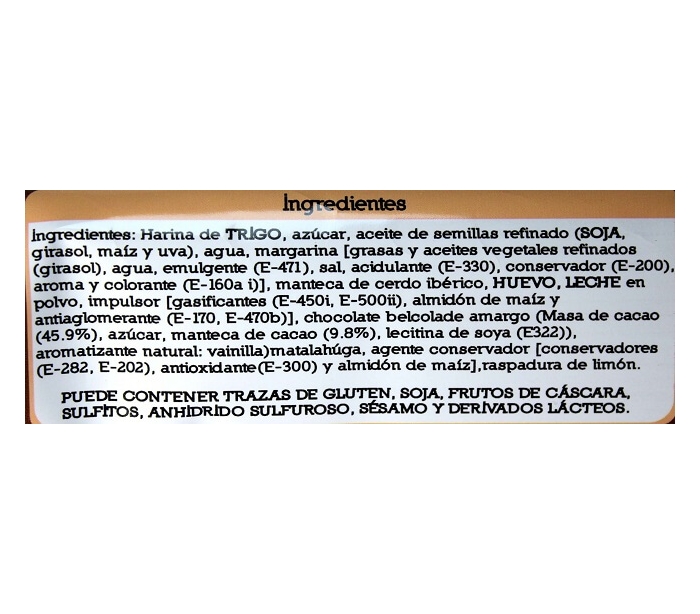 Ingredientes
Ingredientes: Harina de TRIGO, azúcar, aceite de semillas refinado (SOJA,
girasol, maíz y uva), agua, margarina [grasas y aceites vegetales refinados
(girasol), agua, emulgente (E-471), sal, acidulante (E-330), conservador (E-200),
aroma y colorante (E-160a i)], manteca de cerdo ibérico, HUEVO, LECHE en
polvo, impulsor [gasificantes (E-450i, E-500ii), almidón de maíz y
antiaglomerante (E-170, E-470b)], chocolate belcolade amargo (Masa de cacao
(45.9%), azúcar, manteca de cacao (9.8%), lecitina de soya (E322)),
aromatizante natural: vainilla)matalahúga, agente conservador [conservadores
(E-282, E-202), antioxidante(E-300) y almidón de maíz],raspadura de limón.
PUEDE CONTENER TRAZAS DE GLUTEN, SOJA, FRUTOS DE CÁSCARA,
SULFITOS, ANHIDRIDO SULFUROSO, SÉSAMO Y DERIVADOS LÁCTEOS.